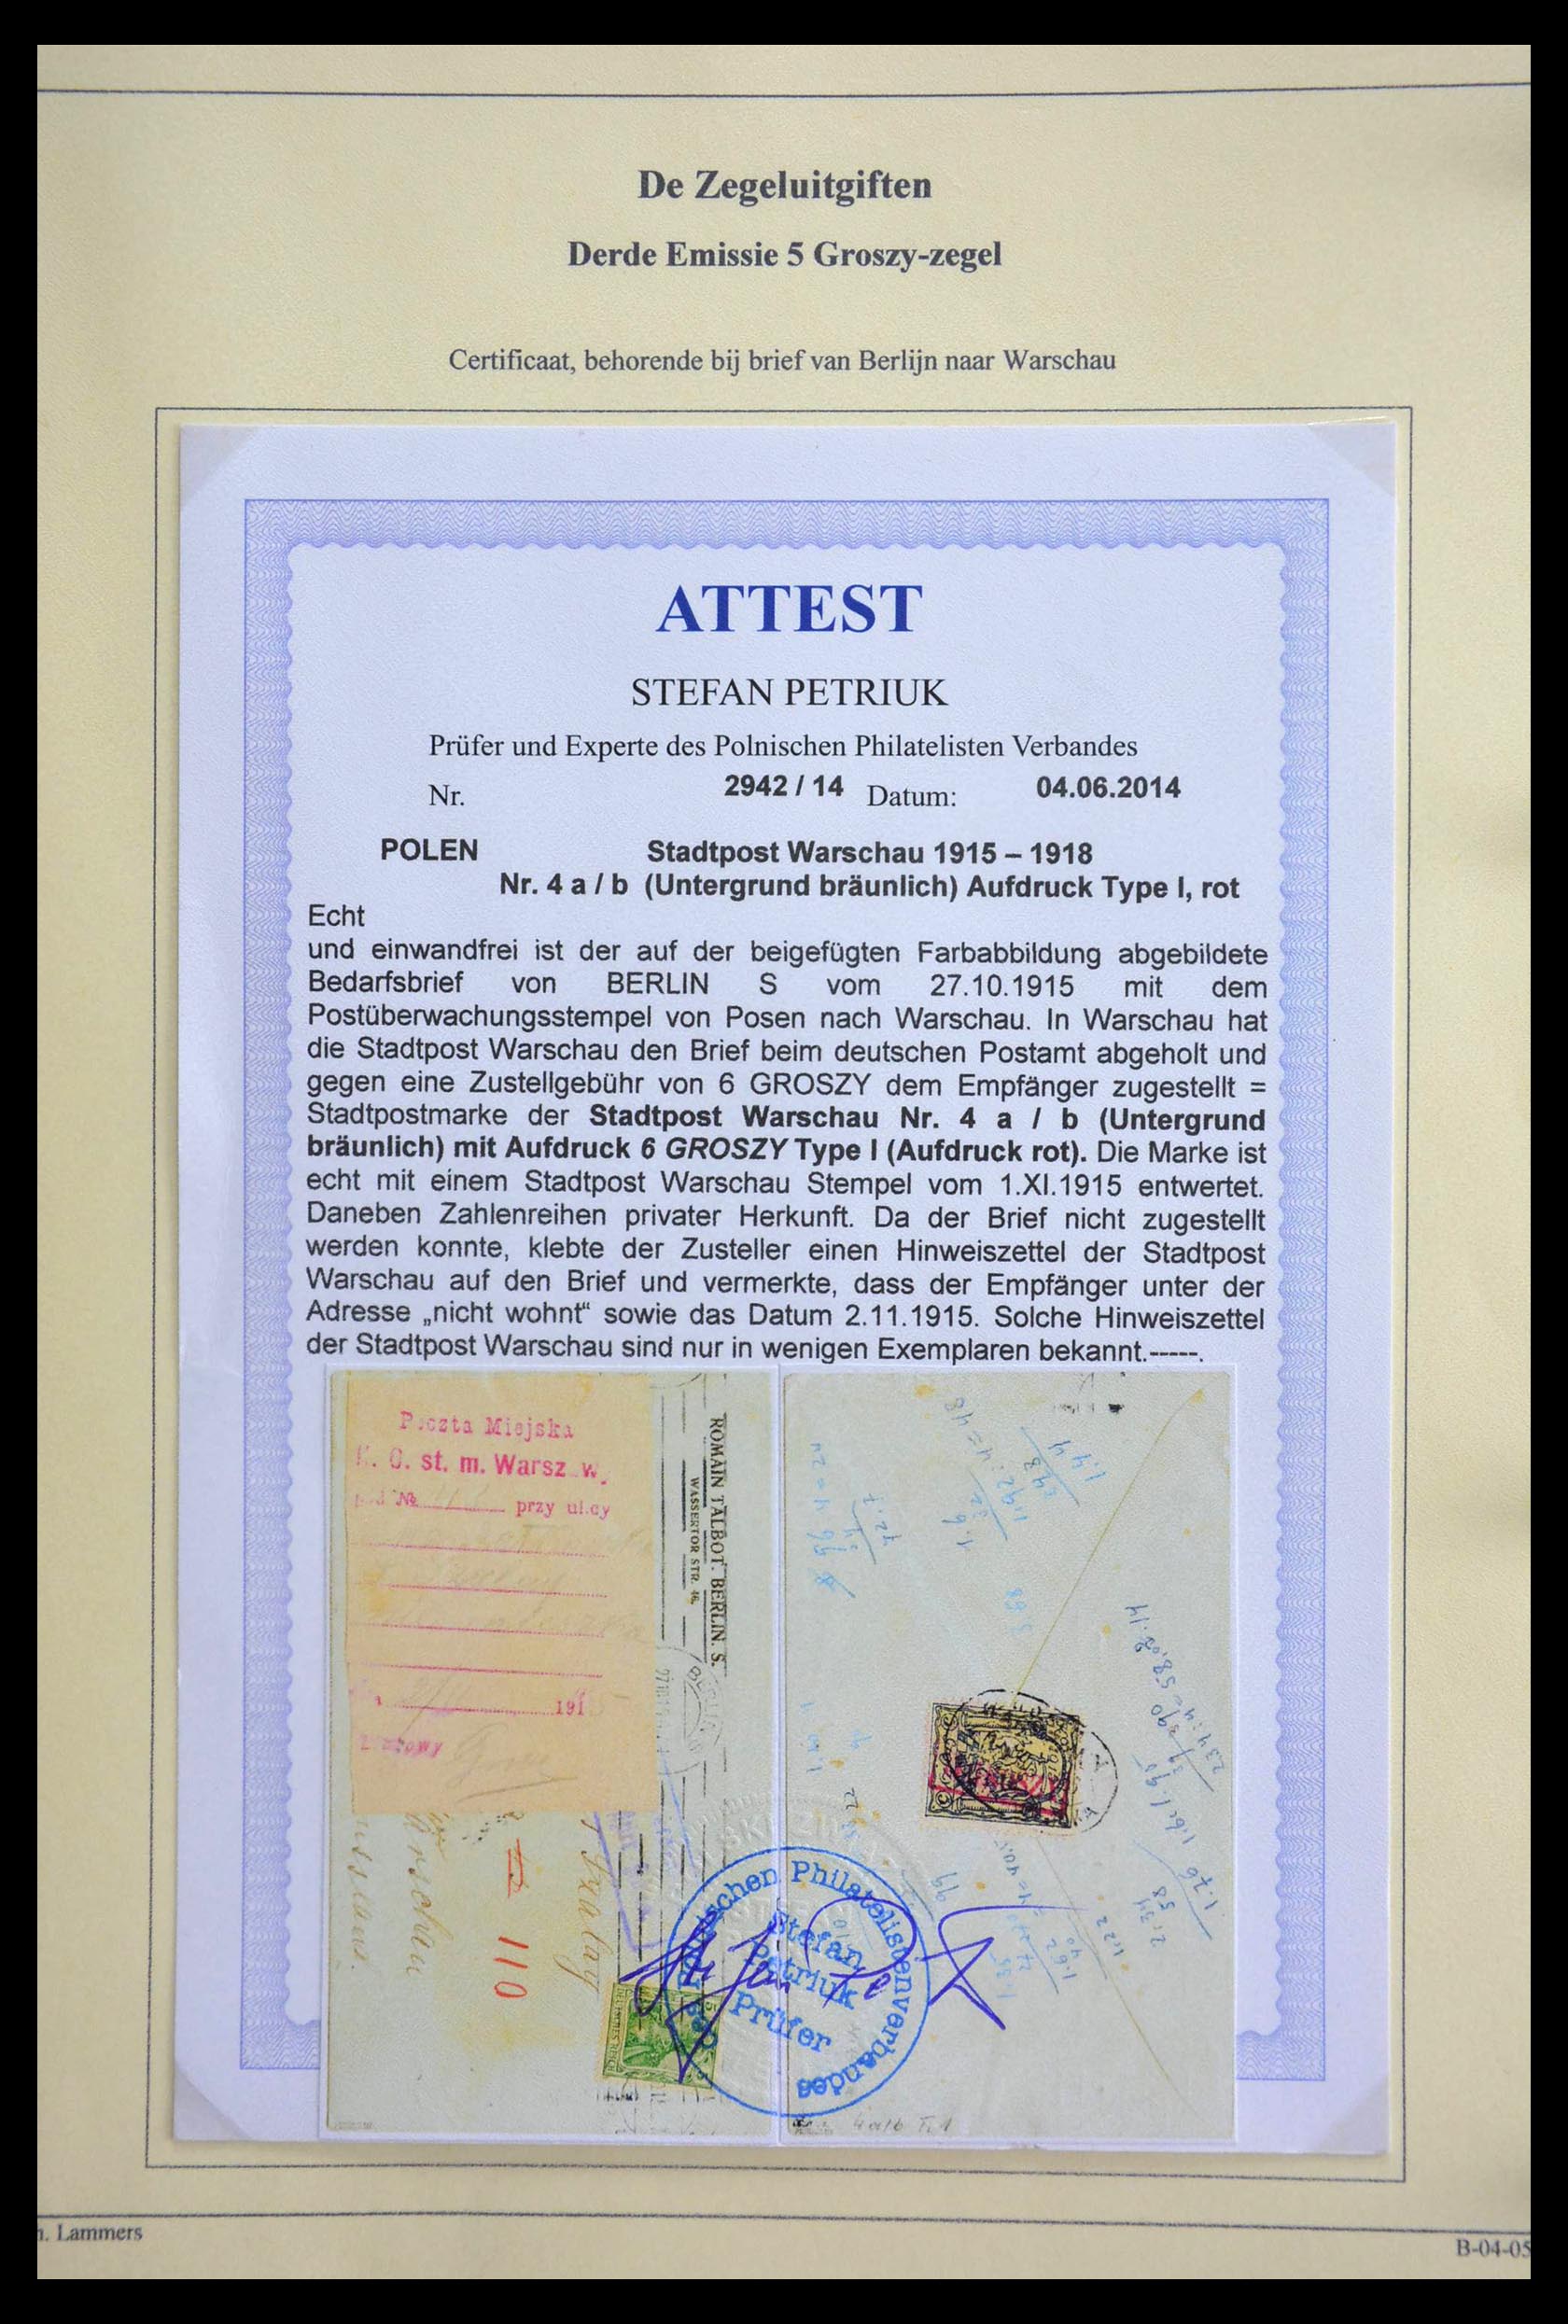 De Zegeluitgiften
Derde Emissie 5 Groszy-zegel
Certificaat, behorende bij brief van Berlijn naar Warschau
ATTEST
STEFAN PETRIUK
Prüfer und Experte des Polnischen Philatelisten Verbandes
Nr. 2942 / 14 Datum: 04.06.2014
POLEN Stadtpost Warschau 1915 – 1918
Nr. 4 a / b (Untergrund bräunlich) Aufdruck Type I, rot
Echt
und einwandfrei ist der auf der beigefügten Farbabbildung abgebildete
Bedarfsbrief von BERLIN S vom 27.10.1915 mit dem
Postüberwachungsstempel von Posen nach Warschau. In Warschau hat
die Stadtpost Warschau den Brief beim deutschen Postamt abgeholt und
gegen eine Zustellgebühr von 6 GROSZY dem Empfänger zugestellt =
Stadtpostmarke der Stadtpost Warschau Nr. 4 a / b (Untergrund
bräunlich) mit Aufdruck 6 GROSZY Type I (Aufdruck rot). Die Marke ist
echt mit einem Stadtpost Warschau Stempel vom 1.XI.1915 entwertet.
Daneben Zahlenreihen privater Herkunft. Da der Brief nicht zugestellt
werden konnte, klebte der Zusteller einen Hinweiszettel der Stadtpost
Warschau auf den Brief und vermerkte, dass der Empfänger unter der
Adresse „nicht wohnt“ sowie das Datum 2.11.1915. Solche Hinweiszettel
der Stadtpost Warschau sind nur in wenigen Exemplaren bekannt.-----.
Poczta Miejska
st. m. Warsz w.
№ przy ulicy
191
ROMAIN TALBOT. BERLIN. S.
WASSERTOR STR. 46.
110
Philatelistenverbandes
Stefan
Petriuk
Prüfer
4 a/b T. 1
Lammers
B-04-05